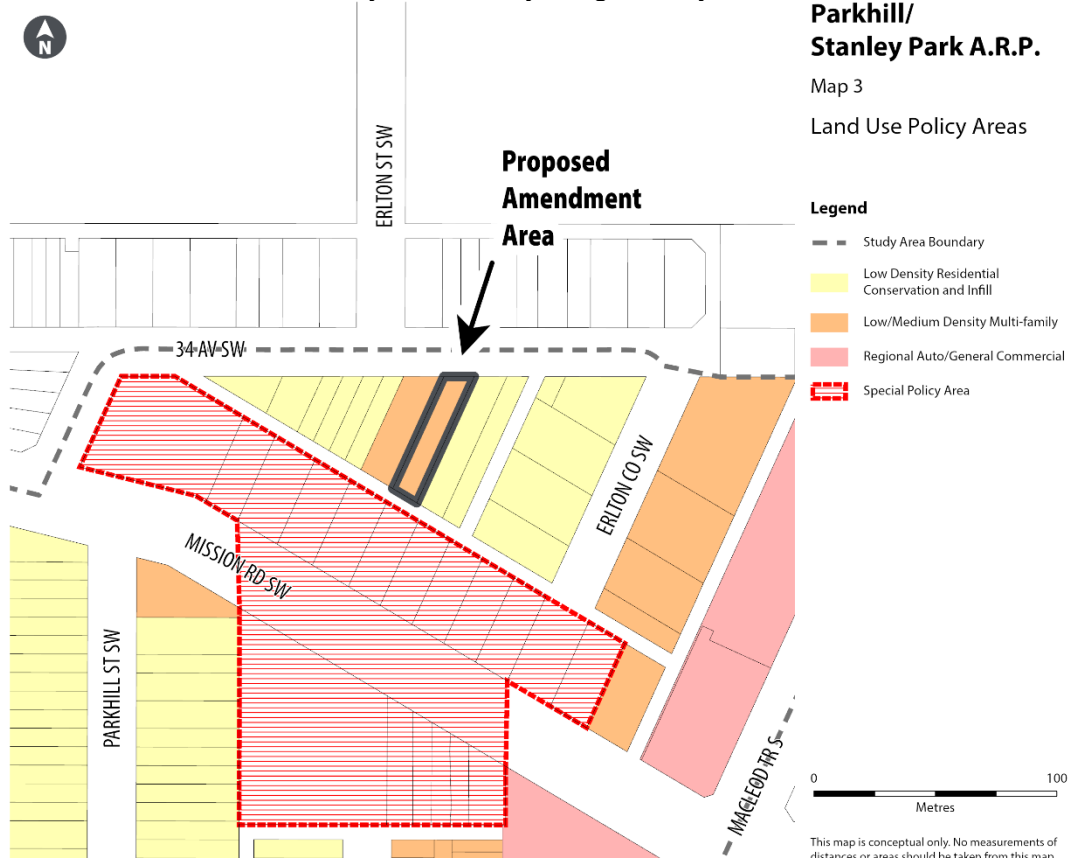 N
Parkhill/
Stanley Park A.R.P.
Map 3
Land Use Policy Areas
ERLTON ST SW
Proposed
Amendment
Area
Legend
Study Area Boundary
Low Density Residential
Conservation and Infill
Low/Medium Density Multi-family
Regional Auto/General Commercial
Special Policy Area
34 AV SW
ERLTON CO SW
MISSION RD SW
PARKHILL ST SW
MACLEOD TR S
0 100
Metres
This map is conceptual only. No measurements of
distances or areas should be taken from this map